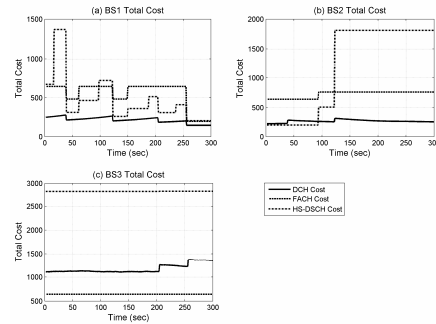 (a) BS1 Total Cost
1500
1000
500
0
Total Cost
0 50 100 150 200 250 300
Time (sec)
(b) BS2 Total Cost
2000
1500
1000
500
0
Total Cost
0 50 100 150 200 250 300
Time (sec)
(c) BS3 Total Cost
3000
2500
2000
1500
1000
500
Total Cost
0 50 100 150 200 250 300
Time (sec)
DCH Cost
FACH Cost
HS-DSCH Cost